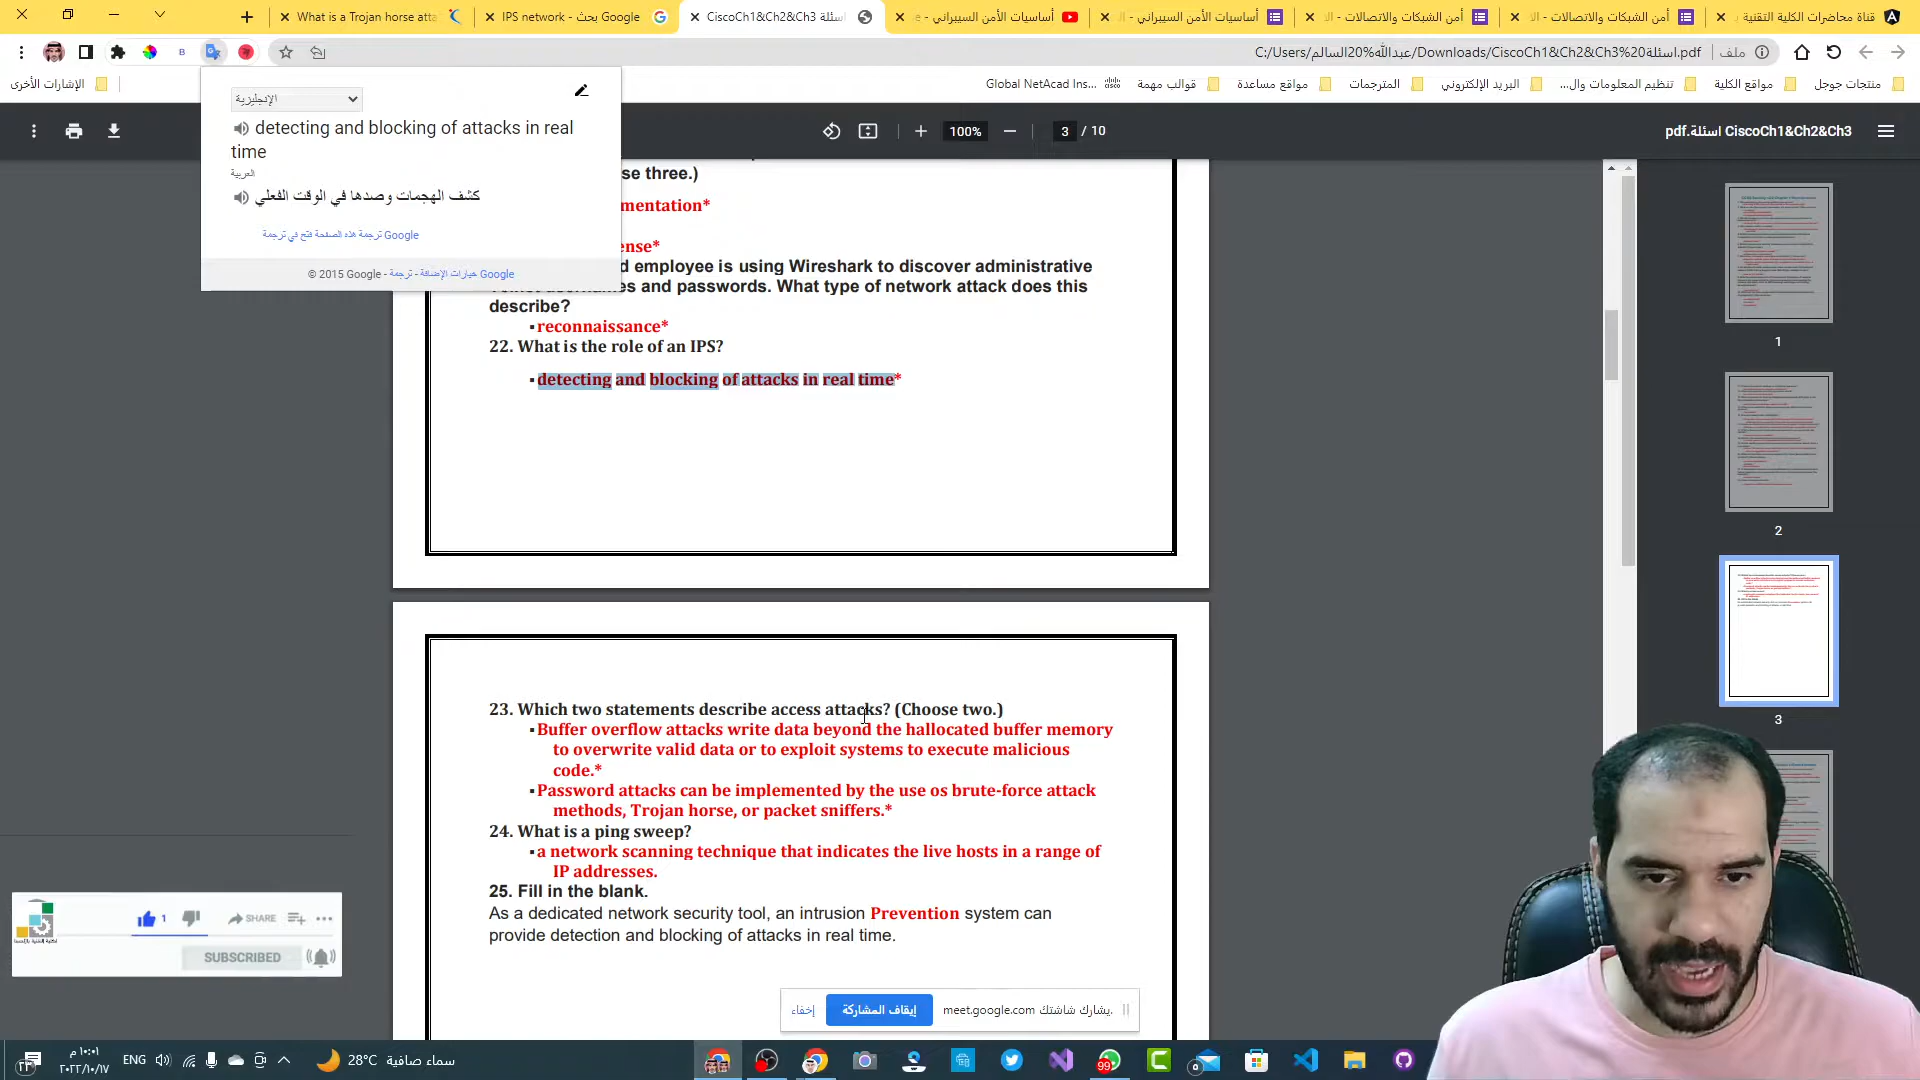 What is a Trojan horse atta
IPS network - بحث Google
CiscoCh1&Ch2&Ch3 اسئلة
أساسيات الأمن السيبراني - e
أساسيات الأمن السيبراني - ال
أمن الشبكات والاتصالات - الا
أمن الشبكات والاتصالات - الا
قناة محاضرات الكلية التقنية ب
C:/Users/عبدالله%20السالم/Downloads/CiscoCh1&Ch2&Ch3%20اسئلة.pdf
ملف
الإشارات الأخرى
Global NetAcad Ins...
قوالب مهمة
مواقع مساعدة
المترجمات
البريد الإلكتروني
تنظيم المعلومات وال...
مواقع الكلية
منتجات جوجل
100%
3 / 10
CiscoCh1&Ch2&Ch3 اسئلة.pdf
الإنجليزية
detecting and blocking of attacks in real
time
العربية
كشف الهجمات وصدها في الوقت الفعلي
ترجمة هذه الصفحة فتح في ترجمة Google
© 2015 Google - ترجمة - خيارات الإضافة Google
se three.)
mentation*
ense*
d employee is using Wireshark to discover administrative
es and passwords. What type of network attack does this
describe?
▪reconnaissance*
22. What is the role of an IPS?
▪detecting and blocking of attacks in real time*
23. Which two statements describe access attacks? (Choose two.)
▪Buffer overflow attacks write data beyond the hallocated buffer memory
to overwrite valid data or to exploit systems to execute malicious
code.*
▪Password attacks can be implemented by the use os brute-force attack
methods, Trojan horse, or packet sniffers.*
24. What is a ping sweep?
▪a network scanning technique that indicates the live hosts in a range of
IP addresses.
25. Fill in the blank.
As a dedicated network security tool, an intrusion Prevention system can
provide detection and blocking of attacks in real time.
1
2
3
1
SHARE
SUBSCRIBED
إخفاء
إيقاف المشاركة
meet.google.com يشارك شاشتك.
١٠:٠١ م
٢٠٢٢/١٠/١٧
ENG
28°C سماء صافية
99